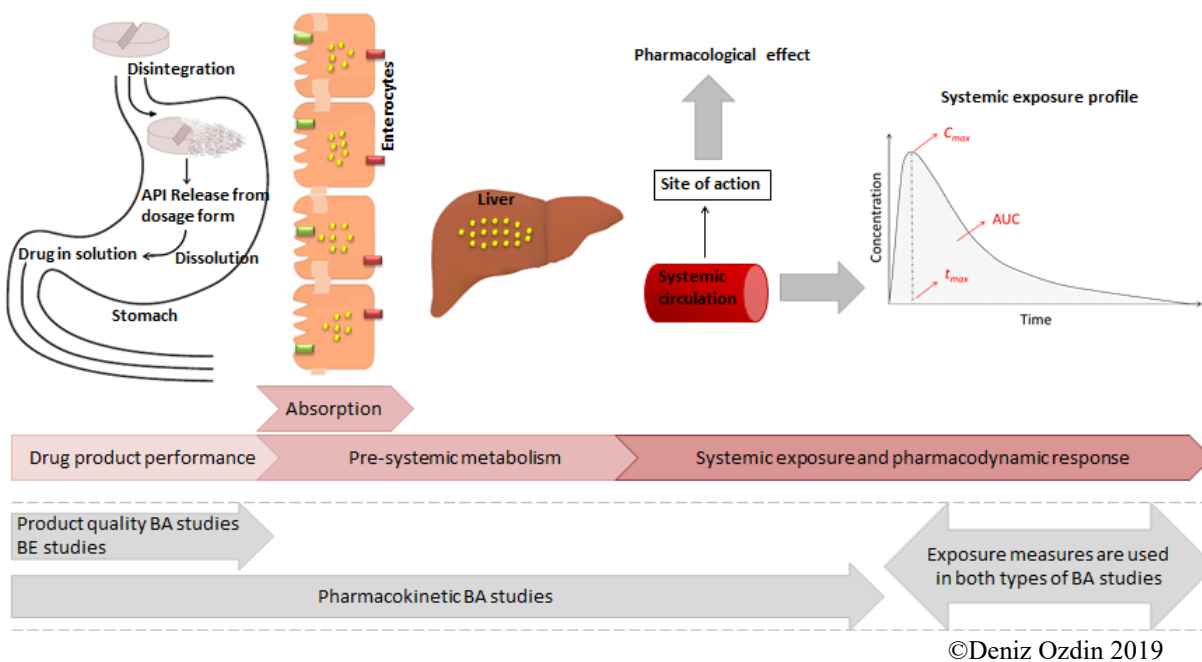 Disintegration
API Release from
dosage form
Drug in solution
Dissolution
Stomach
Enterocytes
Liver
Pharmacological effect
Site of action
Systemic
circulation
Systemic exposure profile
Cmax
AUC
tmax
Concentration
Time
Absorption
Drug product performance
Pre-systemic metabolism
Systemic exposure and pharmacodynamic response
Product quality BA studies
BE studies
Pharmacokinetic BA studies
Exposure measures are used
in both types of BA studies
©Deniz Ozdin 2019